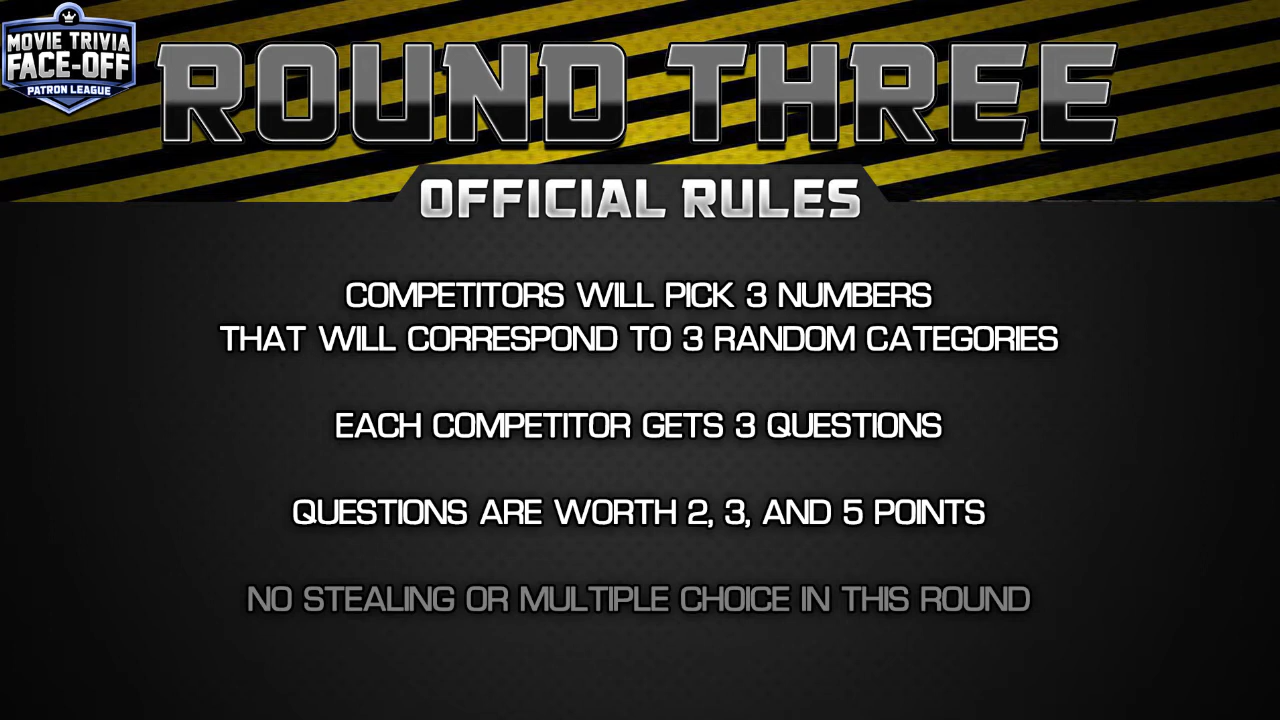 MOVIE TRIVIA
FACE-OFF
PATRON LEAGUE
ROUND THREE
OFFICIAL RULES
COMPETITORS WILL PICK 3 NUMBERS
THAT WILL CORRESPOND TO 3 RANDOM CATEGORIES
EACH COMPETITOR GETS 3 QUESTIONS
QUESTIONS ARE WORTH 2, 3, AND 5 POINTS
NO STEALING OR MULTIPLE CHOICE IN THIS ROUND